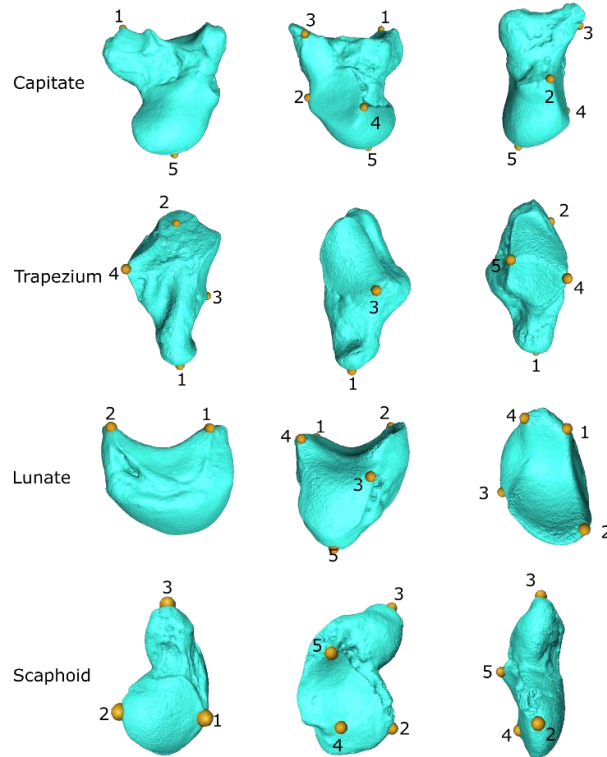 1 3 1 3
Capitate
2 2
4 4
5 5 5
2 2
4 5
Trapezium 4
3 3
1 1 1
2 1 2 4
4 1 1
Lunate 3
3
5 2
3 3 3
5 5
Scaphoid
2 1 2 2
4 4